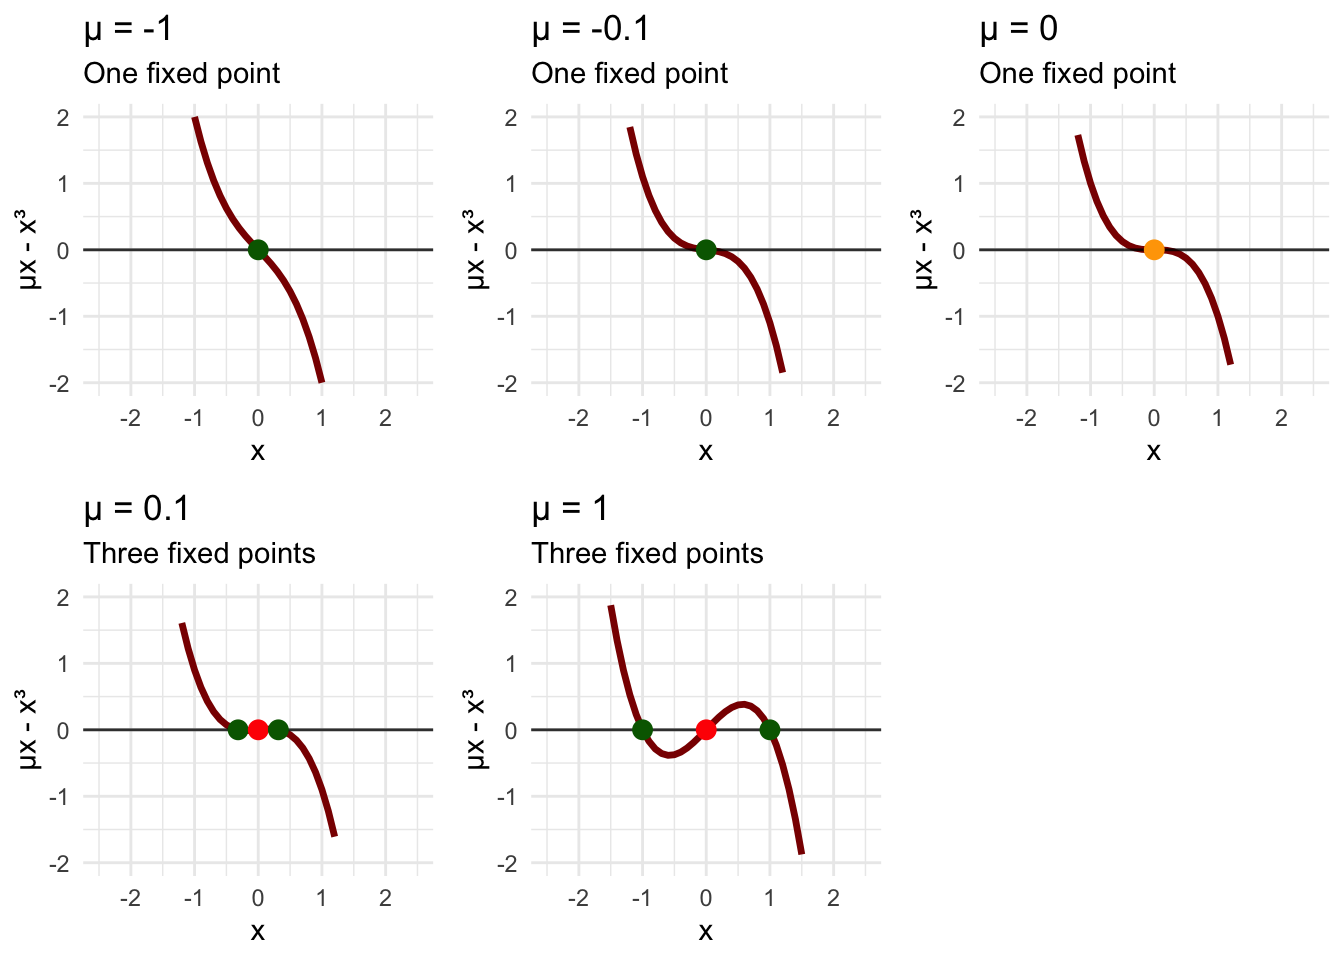 μ = -1
One fixed point
2
1
0
-1
-2
μx - x³
-2 -1 0 1 2
x
μ = -0.1
One fixed point
2
1
0
-1
-2
μx - x³
-2 -1 0 1 2
x
μ = 0
One fixed point
2
1
0
-1
-2
μx - x³
-2 -1 0 1 2
x
μ = 0.1
Three fixed points
2
1
0
-1
-2
μx - x³
-2 -1 0 1 2
x
μ = 1
Three fixed points
2
1
0
-1
-2
μx - x³
-2 -1 0 1 2
x